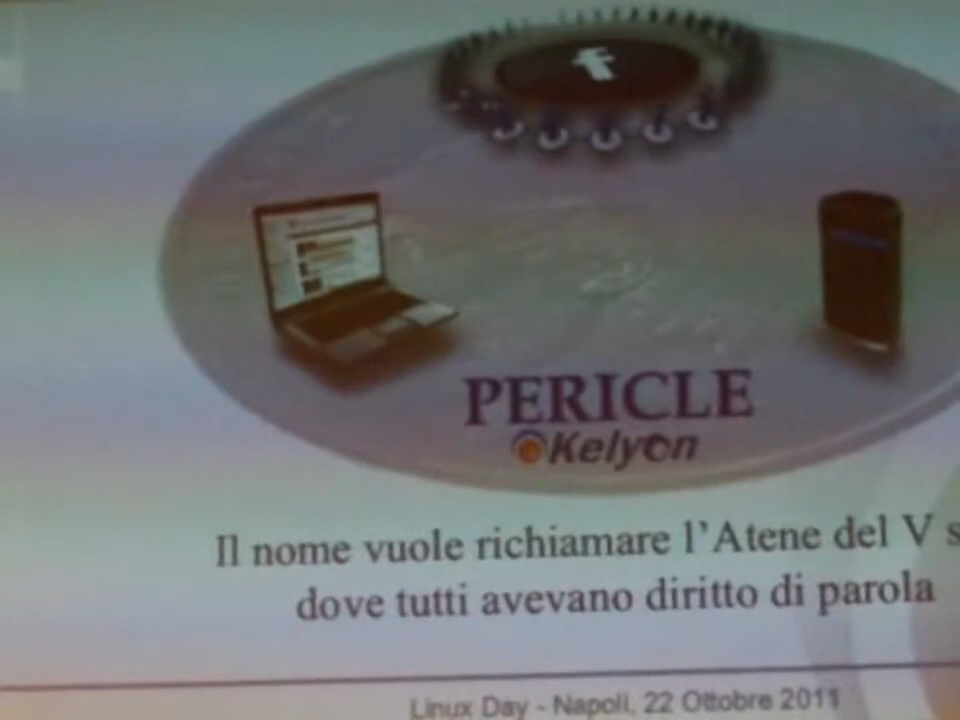 PERICLE
Kelyon
Il nome vuole richiamare l'Atene del V s
dove tutti avevano diritto di parola
Linux Day - Napoli, 22 Ottobre 2011